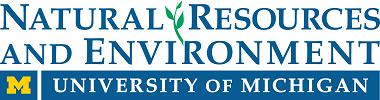 NATURAL RESOURCES
AND ENVIRONMENT
M UNIVERSITY OF MICHIGAN